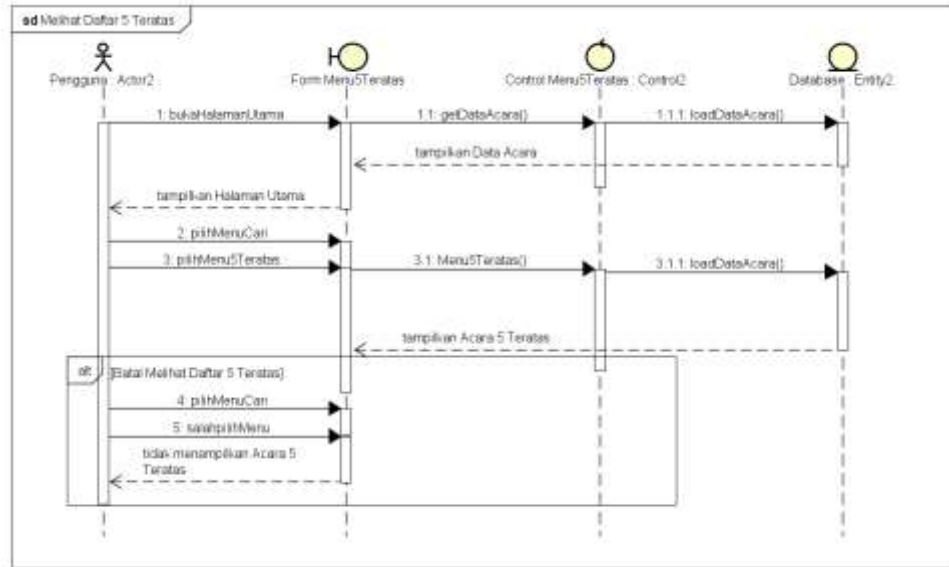 sd Melihat Daftar 5 Teratas
Pengguna : Actor2
Form Menu5Teratas
Control Menu5Teratas : Control2
Database : Entity2
1: bukaHalamanUtama
1.1: getDataAcara()
1.1.1: loadDataAcara()
tampilkan Data Acara
tampilkan Halaman Utama
2: pilihMenuCari
3: pilihMenu5Teratas
3.1: Menu5Teratas()
3.1.1: loadDataAcara()
tampilkan Acara 5 Teratas
alt
[Batal Melihat Daftar 5 Teratas]
4: pilihMenuCari
5: salahpilihMenu
tidak menampilkan Acara 5
Teratas